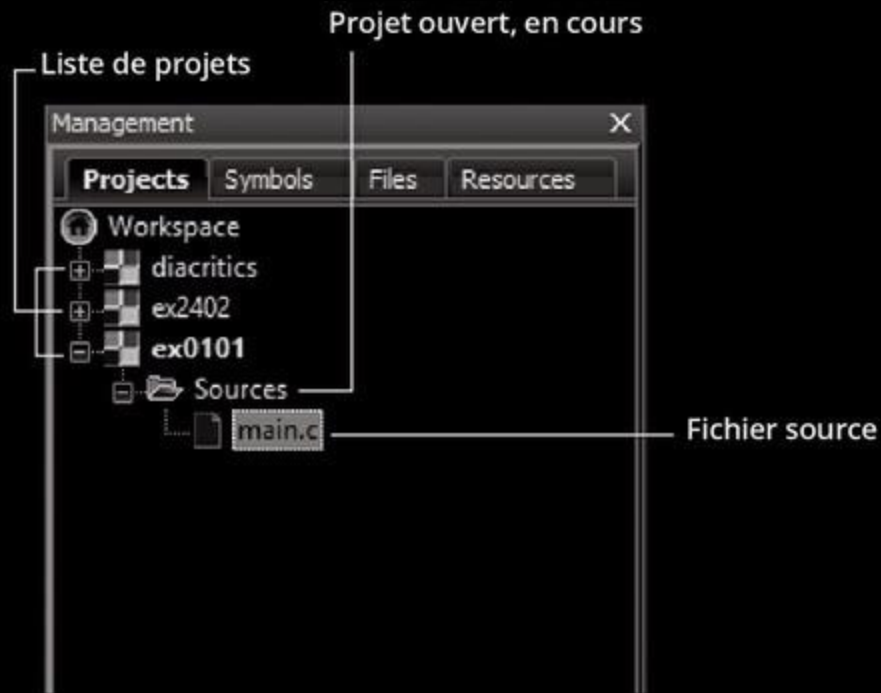 Projet ouvert, en cours
Liste de projets
Management
Projects Symbols Files Resources
Workspace
diacritics
ex2402
ex0101
Sources
main.c
Fichier source